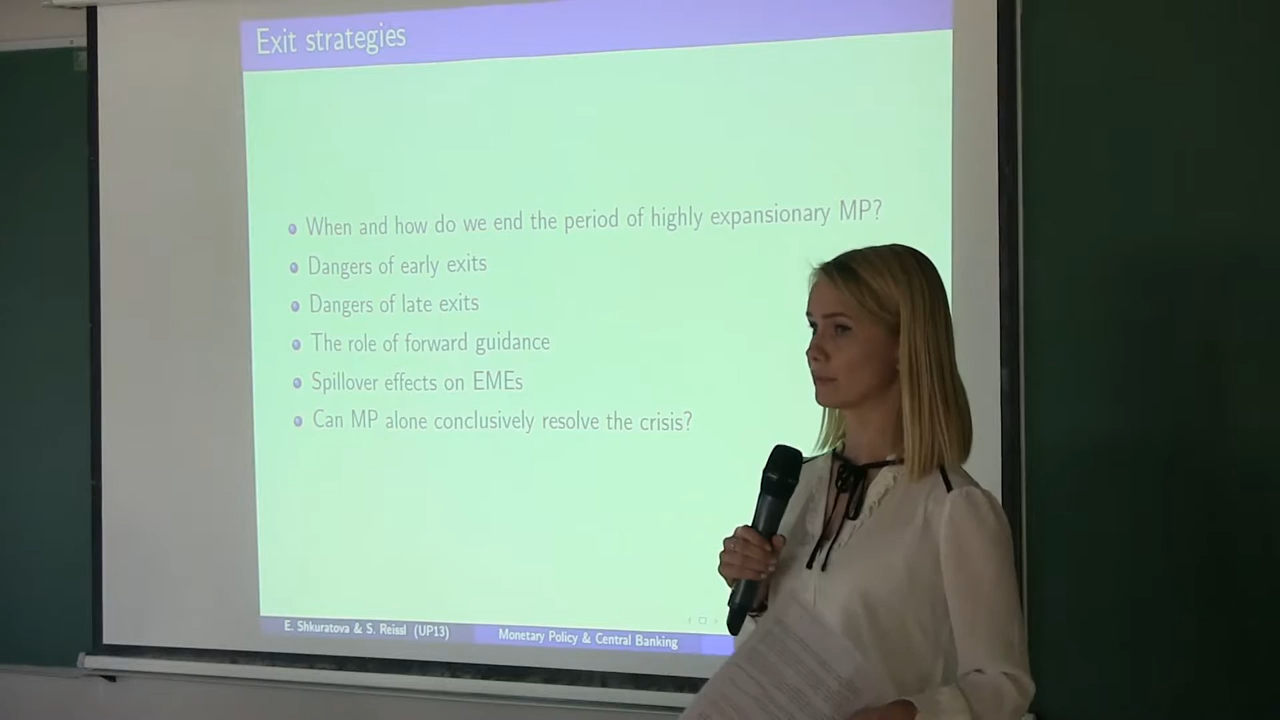 Exit strategies
When and how do we end the period of highly expansionary MP?
Dangers of early exits
Dangers of late exits
The role of forward guidance
Spillover effects on EMEs
Can MP alone conclusively resolve the crisis?
E. Shkuratova & S. Reissl (UP13)
Monetary Policy & Central Banking